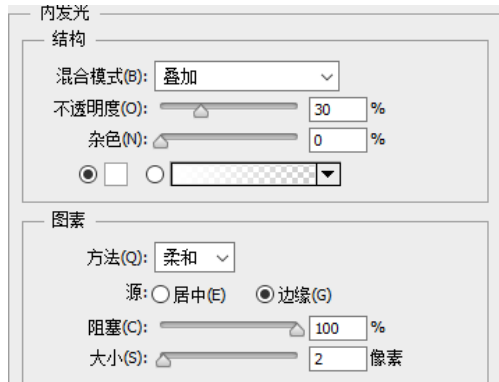 内发光
结构
混合模式(B): 叠加
不透明度(O): 30 %
杂色(N): 0 %
图素
方法(Q): 柔和
源: 居中(E) 边缘(G)
阻塞(C): 100 %
大小(S): 2 像素